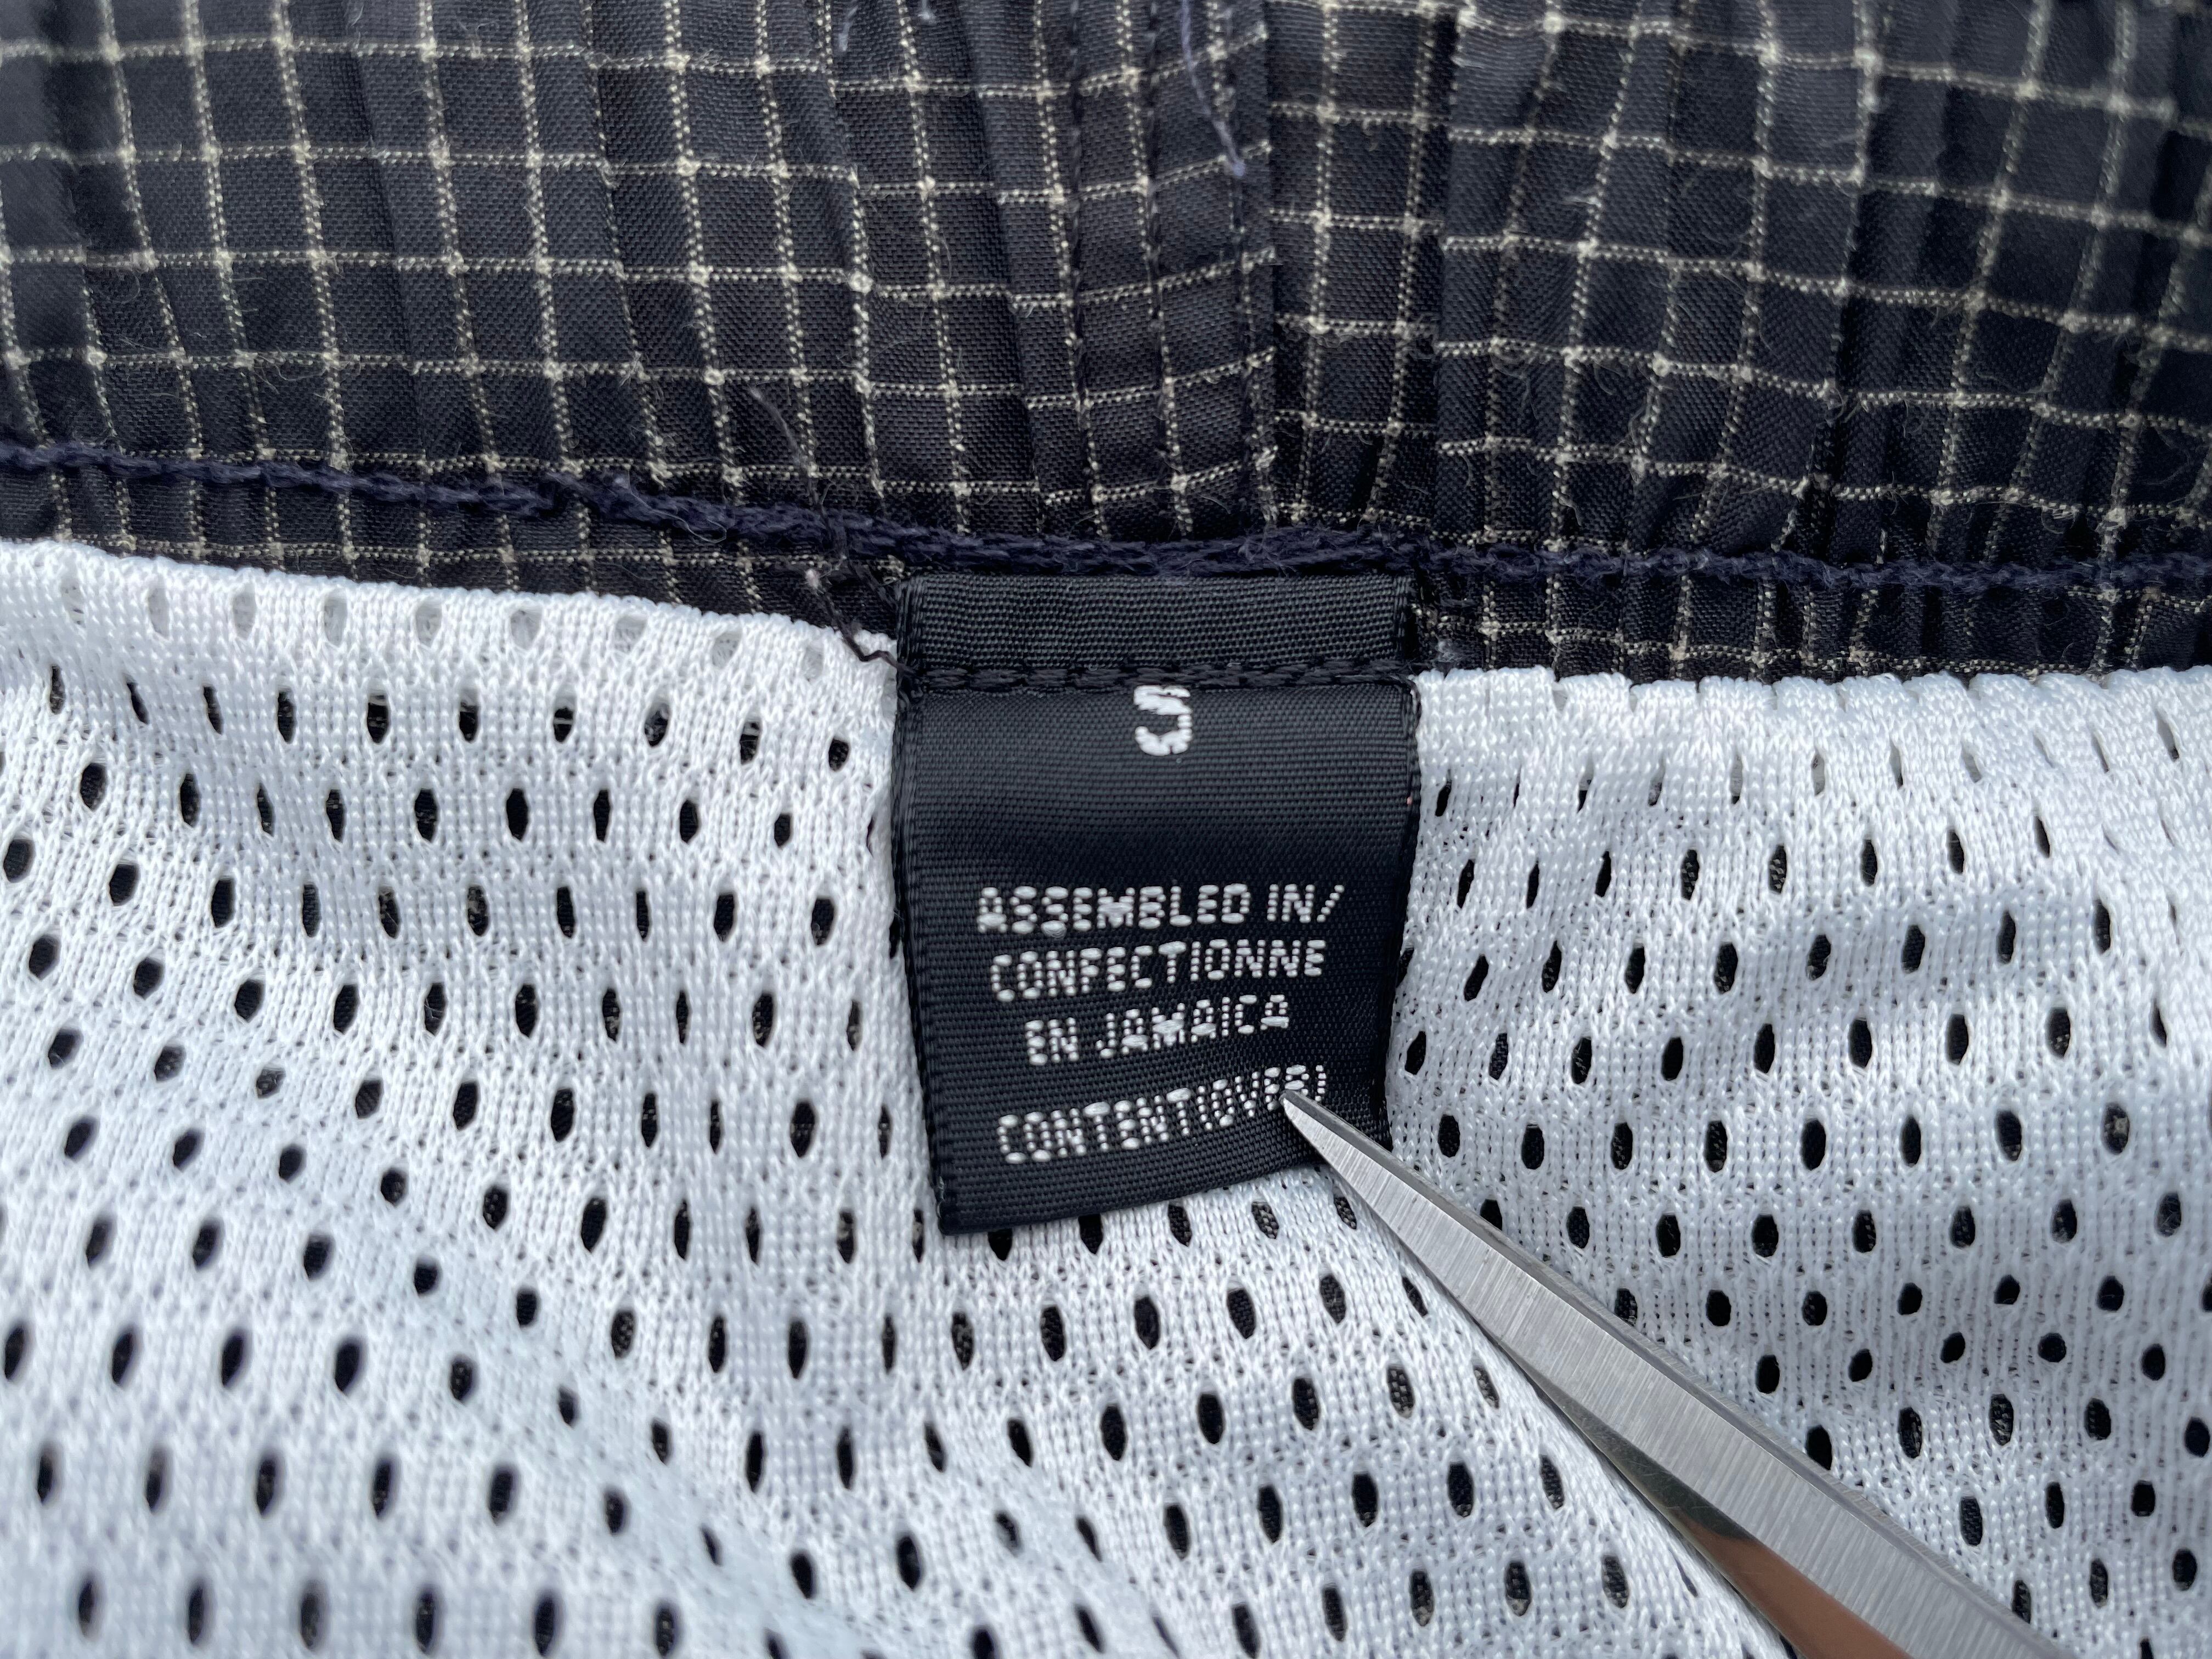 S
ASSEMBLED IN/
CONFECTIONNE
EN JAMAICA
CONTENT(OVER)